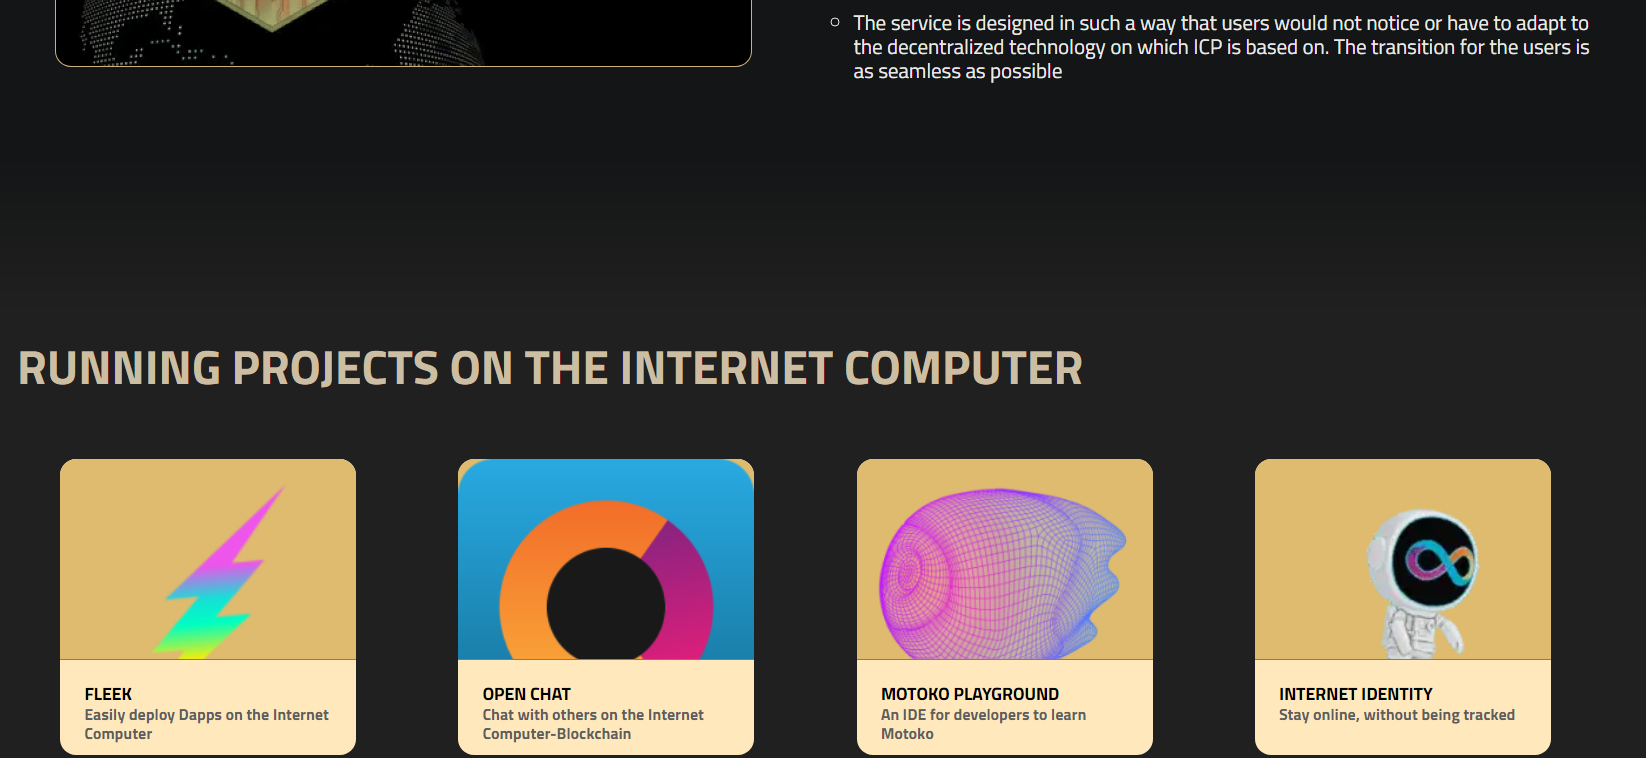 The service is designed in such a way that users would not notice or have to adapt to
the decentralized technology on which ICP is based on. The transition for the users is
as seamless as possible
RUNNING PROJECTS ON THE INTERNET COMPUTER
FLEEK
Easily deploy Dapps on the Internet
Computer
OPEN CHAT
Chat with others on the Internet
Computer-Blockchain
MOTOKO PLAYGROUND
An IDE for developers to learn
Motoko
INTERNET IDENTITY
Stay online, without being tracked